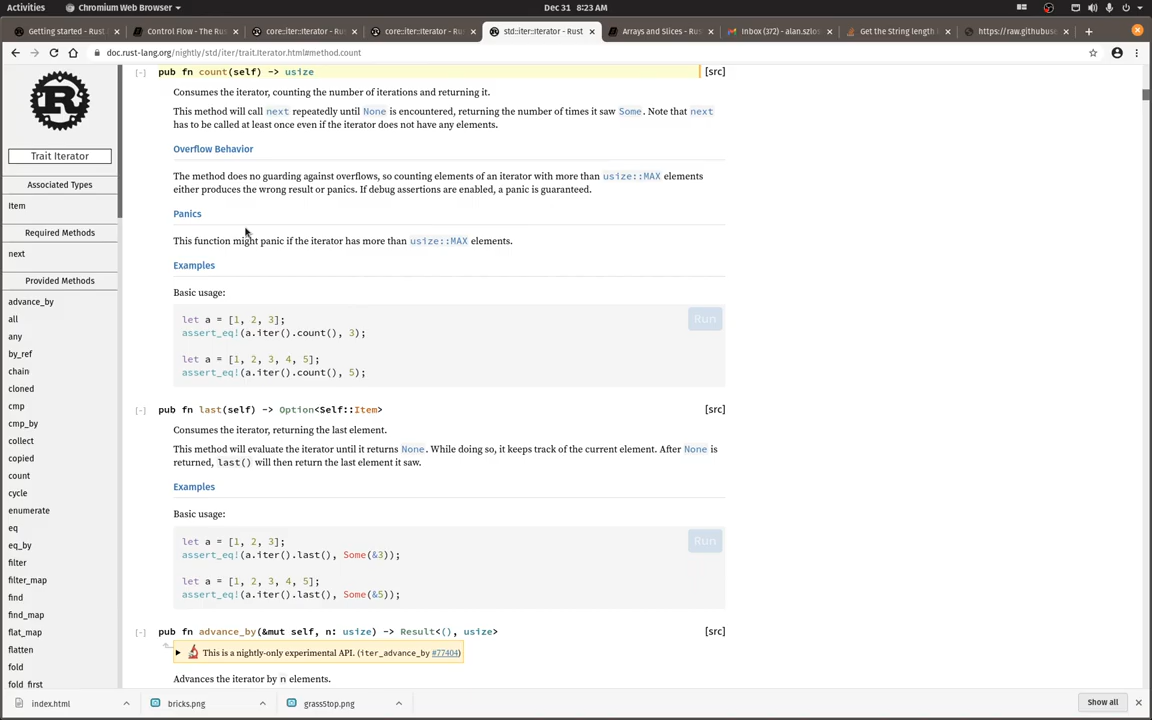 Activities
Chromium Web Browser
Dec 31 8:23 AM
Getting started - Rust
Control Flow - The Rus
core::iter::Iterator - Rus
core::iter::Iterator - Rus
std::iter::Iterator - Rust
Arrays and Slices - Rus
Inbox (372) - alan.szlos
Get the String length i
https://rawgithubuse
doc.rust-lang.org/nightly/std/iter/trait.Iterator.html#method.count
[-] pub fn count(self) -> usize [src]
Consumes the iterator, counting the number of iterations and returning it.
This method will call next repeatedly until None is encountered, returning the number of times it saw Some. Note that next
has to be called at least once even if the iterator does not have any elements.
Overflow Behavior
The method does no guarding against overflows, so counting elements of an iterator with more than usize::MAX elements
either produces the wrong result or panics. If debug assertions are enabled, a panic is guaranteed.
Panics
This function might panic if the iterator has more than usize::MAX elements.
Examples
Basic usage:
let a = [1, 2, 3];
assert_eq!(a.iter().count(), 3);
let a = [1, 2, 3, 4, 5];
assert_eq!(a.iter().count(), 5);
Run
[-] pub fn last(self) -> Option<Self::Item> [src]
Consumes the iterator, returning the last element.
This method will evaluate the iterator until it returns None. While doing so, it keeps track of the current element. After None is
returned, last() will then return the last element it saw.
Examples
Basic usage:
let a = [1, 2, 3];
assert_eq!(a.iter().last(), Some(&3));
let a = [1, 2, 3, 4, 5];
assert_eq!(a.iter().last(), Some(&5));
Run
[-] pub fn advance_by(&mut self, n: usize) -> Result<(), usize> [src]
This is a nightly-only experimental API. (iter_advance_by #77404)
Advances the iterator by n elements.
R
Trait Iterator
Associated Types
Item
Required Methods
next
Provided Methods
advance_by
all
any
by_ref
chain
cloned
cmp
cmp_by
collect
copied
count
cycle
enumerate
eq
eq_by
filter
filter_map
find
find_map
flat_map
flatten
fold
fold_first
index.html
bricks.png
grassStop.png
Show all